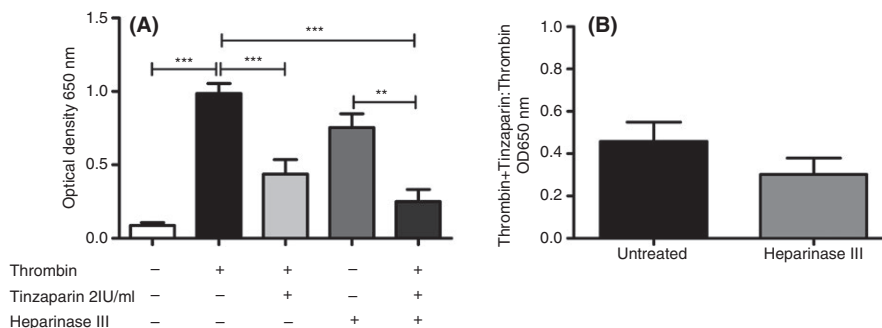 (A)
Optical density 650 nm
1.5
1.0
0.5
0.0
***
***
***
**
Thrombin – + + – +
Tinzaparin 2IU/ml – – + – +
Heparinase III – – – + +
(B)
Thrombin+Tinzaparin:Thrombin
OD650 nm
1.0
0.8
0.6
0.4
0.2
0.0
Untreated Heparinase III